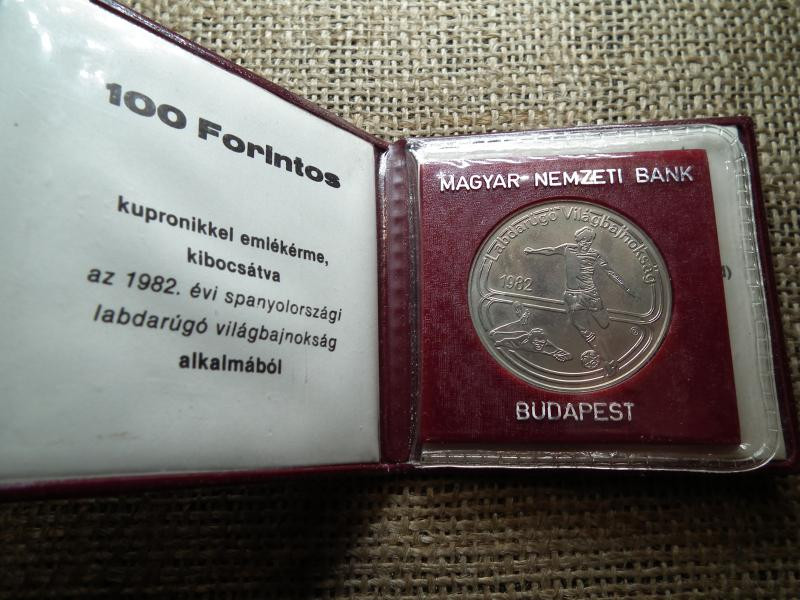 100 Forintos
kupronikkel emlékérme,
kibocsátva
az 1982. évi spanyolországi
labdarúgó világbajnokság
alkalmából
MAGYAR NEMZETI BANK
Labdarúgó Világbajnokság
1982
BUDAPEST